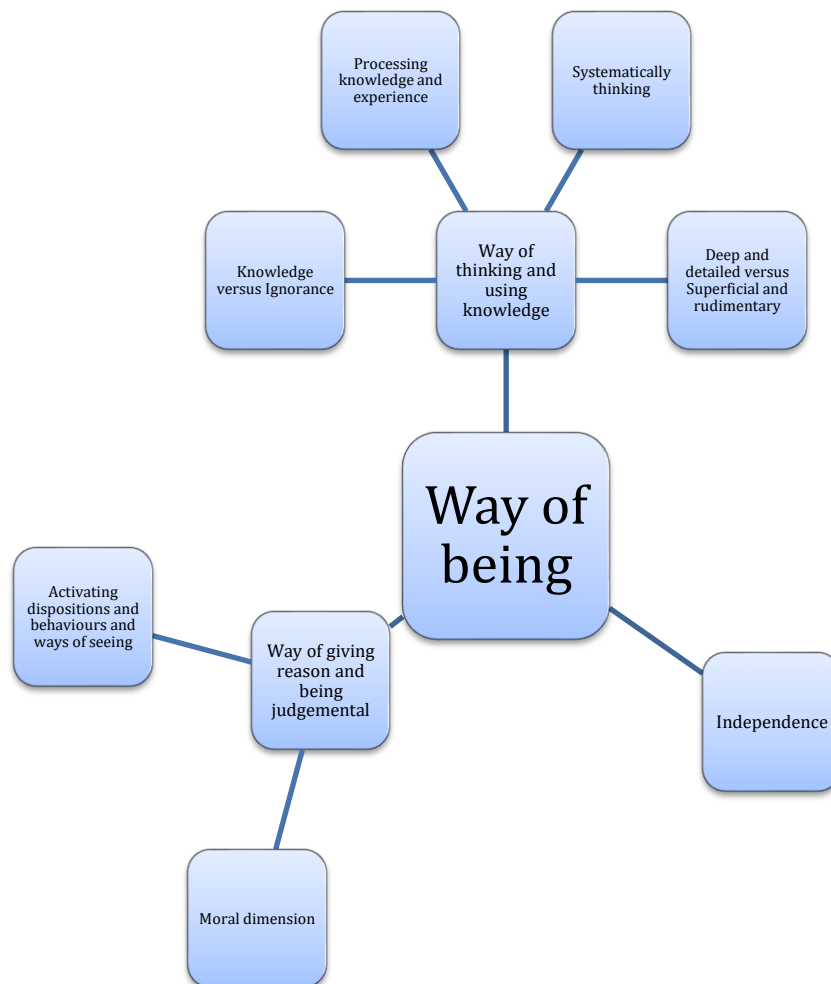 Processing
knowledge and
experience
Systematically
thinking
Knowledge
versus Ignorance
Way of
thinking and
using
knowledge
Deep and
detailed versus
Superficial and
rudimentary
Way of
being
Activating
dispositions and
behaviours and
ways of seeing
Way of giving
reason and
being
judgemental
Independence
Moral dimension